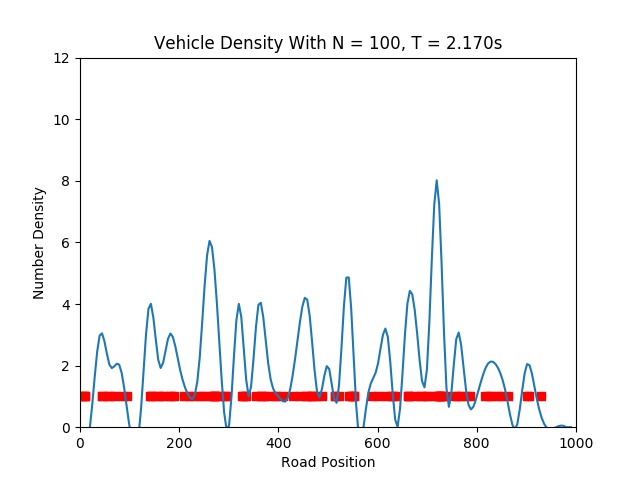 Vehicle Density With N = 100, T = 2.170s
12
10
8
6
4
2
0
Number Density
0 200 400 600 800 1000
Road Position